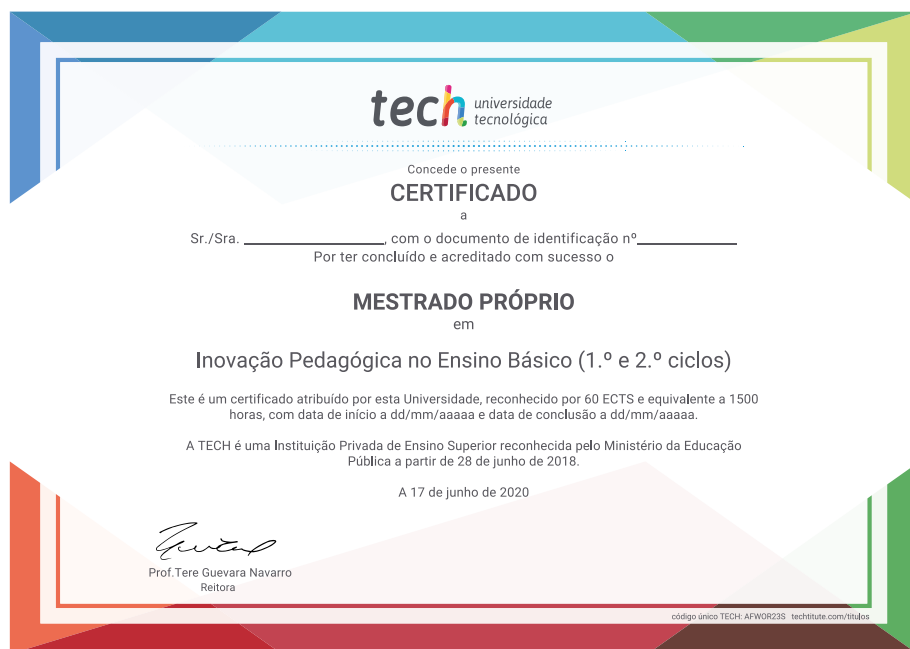 tech universidade
tecnológica
Concede o presente
CERTIFICADO
a
Sr./Sra. ________________, com o documento de identificação nº____________
Por ter concluído e acreditado com sucesso o
MESTRADO PRÓPRIO
em
Inovação Pedagógica no Ensino Básico (1.º e 2.º ciclos)
Este é um certificado atribuído por esta Universidade, reconhecido por 60 ECTS e equivalente a 1500
horas, com data de início a dd/mm/aaaaa e data de conclusão a dd/mm/aaaaa.
A TECH é uma Instituição Privada de Ensino Superior reconhecida pelo Ministério da Educação
Pública a partir de 28 de junho de 2018.
A 17 de junho de 2020
Prof.Tere Guevara Navarro
Reitora
código único TECH: AFWOR23S techtitute.com/titulos